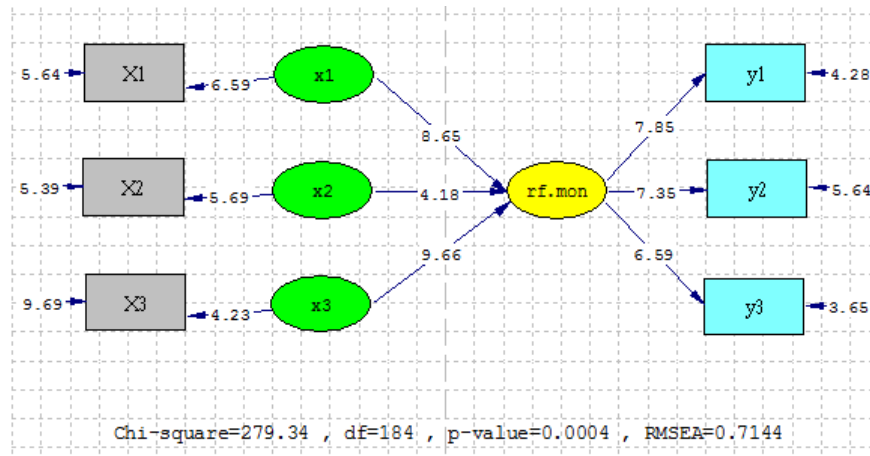 5.64 X1 6.59 x1 8.65 7.85 y1 4.28
5.39 X2 5.69 x2 4.18 rf.mon 7.35 y2 5.64
9.69 X3 4.23 x3 9.66 6.59 y3 3.65
Chi-square=279.34 , df=184 , p-value=0.0004 , RMSEA=0.7144